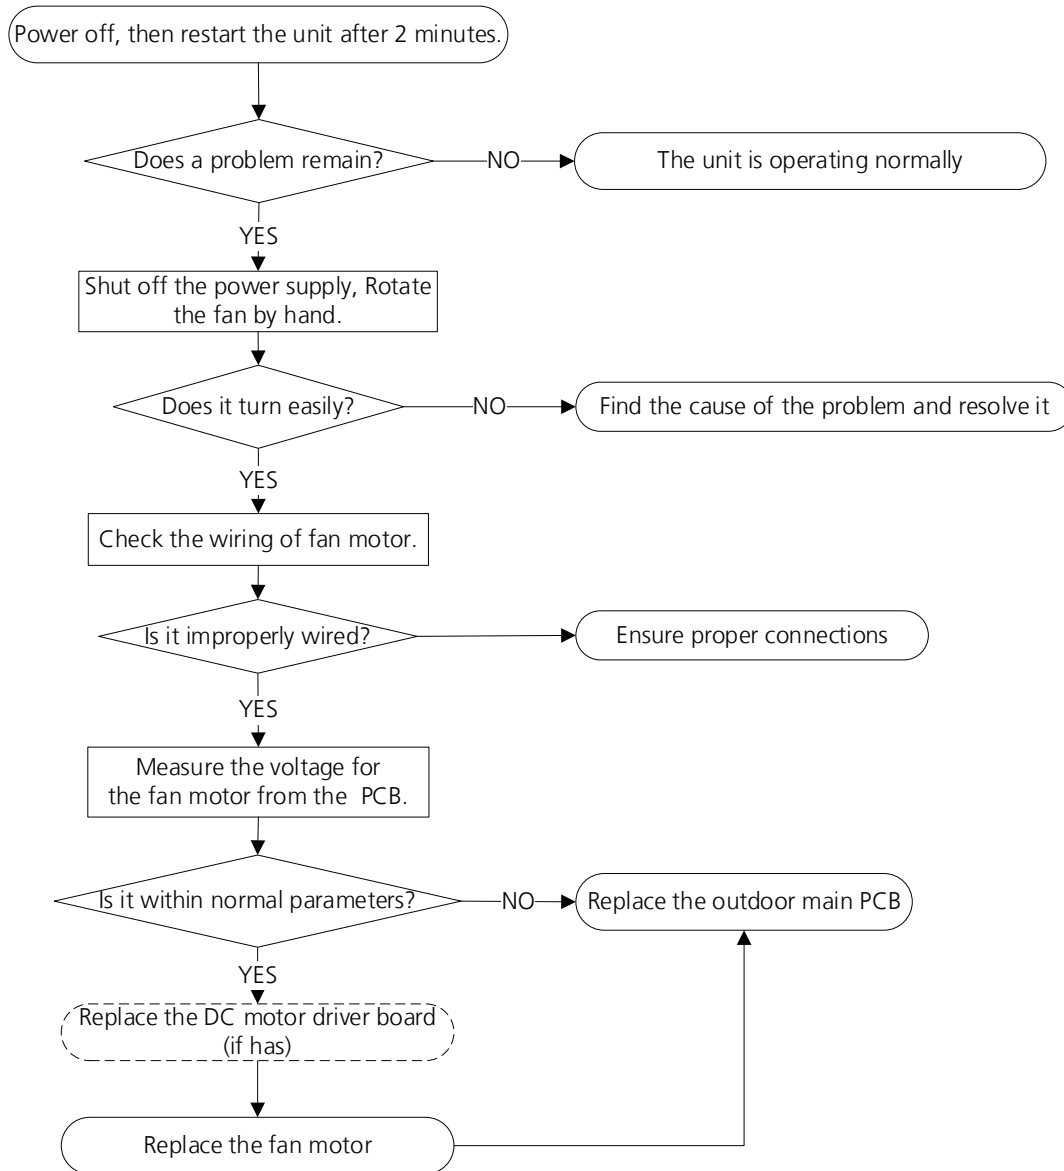 Power off, then restart the unit after 2 minutes.
Does a problem remain?
NO
The unit is operating normally
YES
Shut off the power supply, Rotate
the fan by hand.
Does it turn easily?
NO
Find the cause of the problem and resolve it
YES
Check the wiring of fan motor.
Is it improperly wired?
Ensure proper connections
YES
Measure the voltage for
the fan motor from the PCB.
Is it within normal parameters?
NO
Replace the outdoor main PCB
YES
Replace the DC motor driver board
(if has)
Replace the fan motor